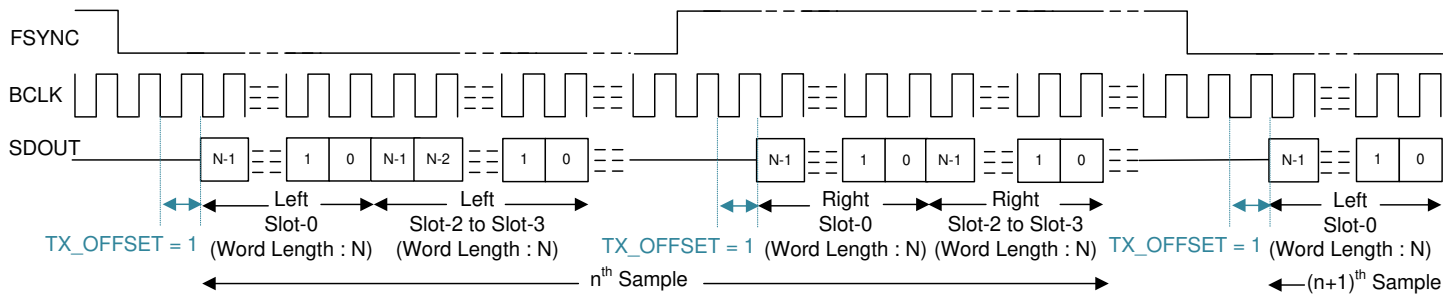 FSYNC
BCLK
SDOUT
N-1 1 0 N-1 N-2 1 0 N-1 1 0 N-1 1 0 N-1 1 0
Left
Slot-0
(Word Length : N)
Left
Slot-2 to Slot-3
(Word Length : N)
Right
Slot-0
(Word Length : N)
Right
Slot-2 to Slot-3
(Word Length : N)
Left
Slot-0
(Word Length : N)
TX_OFFSET = 1
TX_OFFSET = 1
TX_OFFSET = 1
nth Sample
(n+1)th Sample